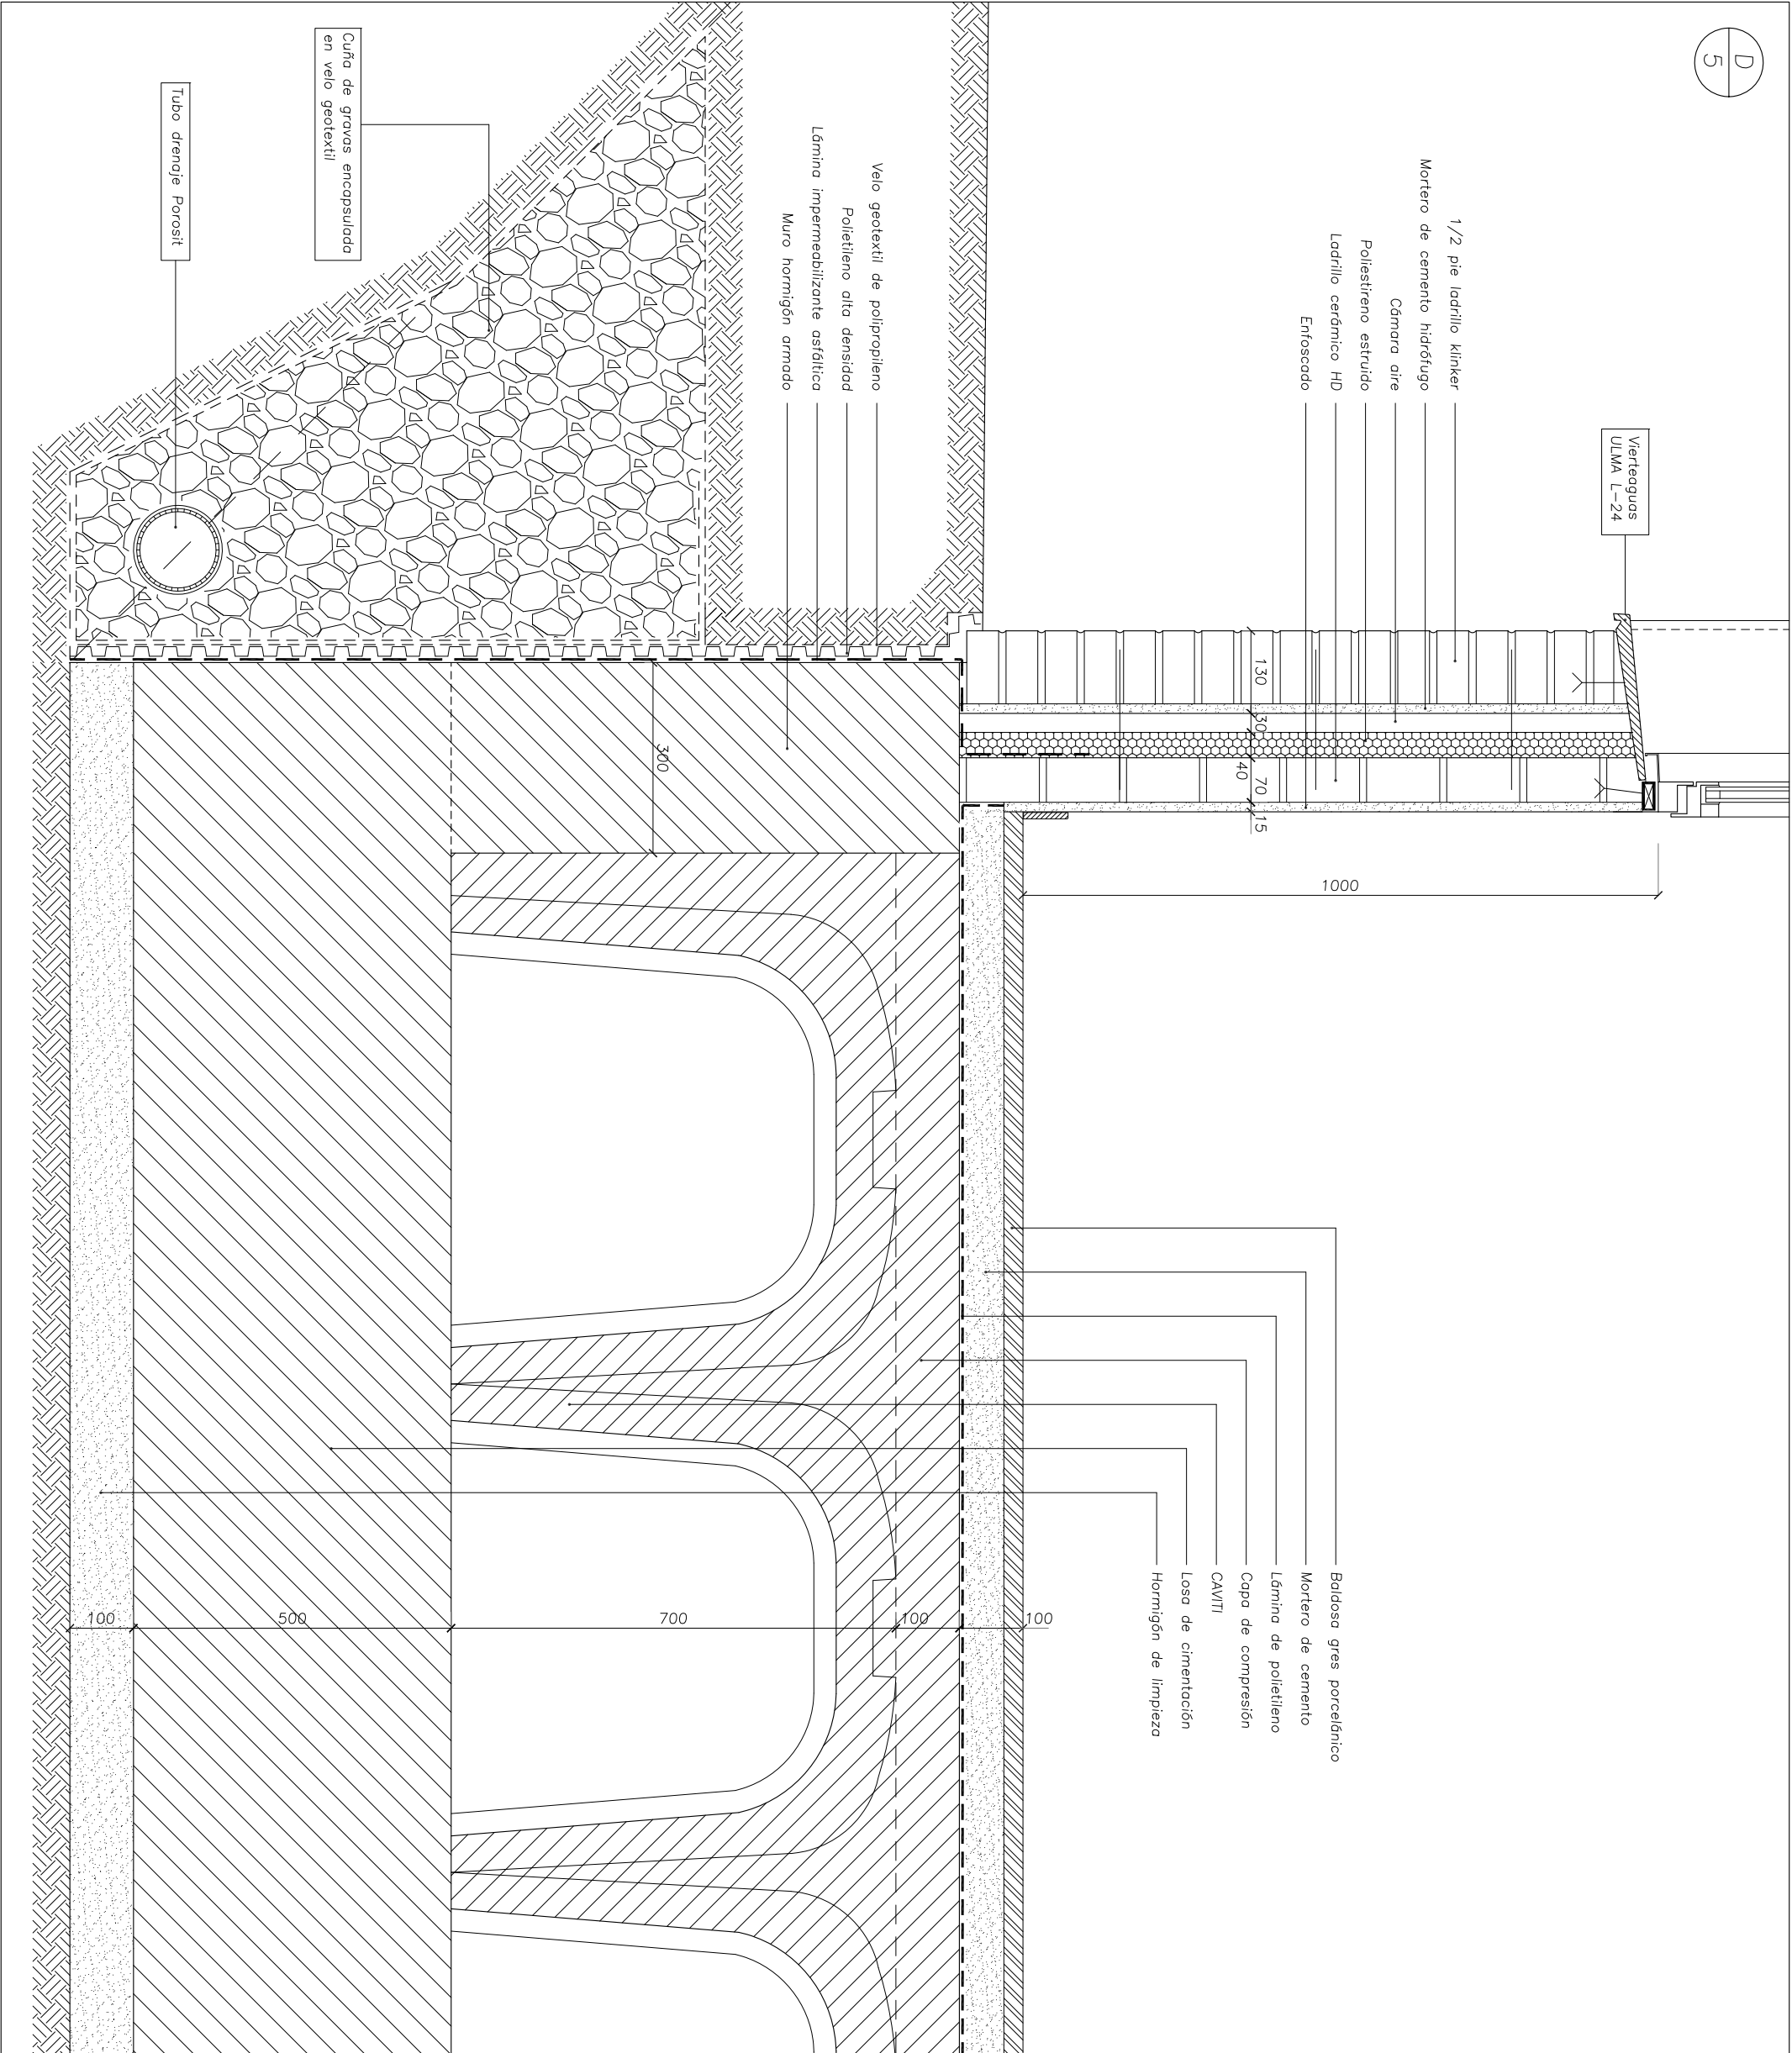 D
5
Vierteaguas
ULMA L-24
1/2 pie ladrillo klinker
Mortero de cemento hidrófugo
Cámara aire
Poliestireno estruido
Ladrillo cerámico HD
Enfoscado
130
30
40
70
15
1000
Velo geotextil de polipropileno
Polietileno alta densidad
Lámina impermeabilizante asfáltica
Muro hormigón armado
300
Cuña de gravas encapsulada
en velo geotextil
Tubo drenaje Porosit
Baldosa gres porcelánico
Mortero de cemento
Lámina de polietileno
Capa de compresión
CAVITI
Losa de cimentación
Hormigón de limpieza
100
100
700
500
100